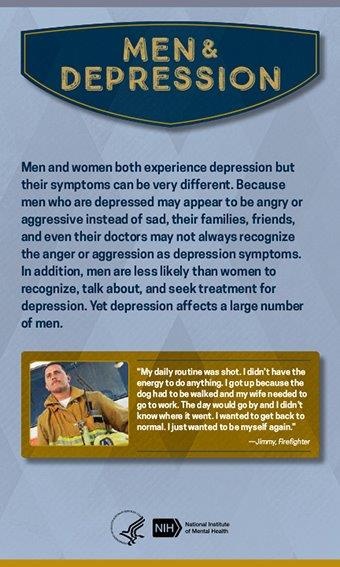 MEN &
DEPRESSION
Men and women both experience depression but
their symptoms can be very different. Because
men who are depressed may appear to be angry or
aggressive instead of sad, their families, friends,
and even their doctors may not always recognize
the anger or aggression as depression symptoms.
In addition, men are less likely than women to
recognize, talk about, and seek treatment for
depression. Yet depression affects a large number
of men.
"My daily routine was shot. I didn't have the
energy to do anything. I got up because the
dog had to be walked and my wife needed to
go to work. The day would go by and I didn't
know where it went. I wanted to get back to
normal. I just wanted to be myself again."
—Jimmy, Firefighter
NIH
National Institute
of Mental Health